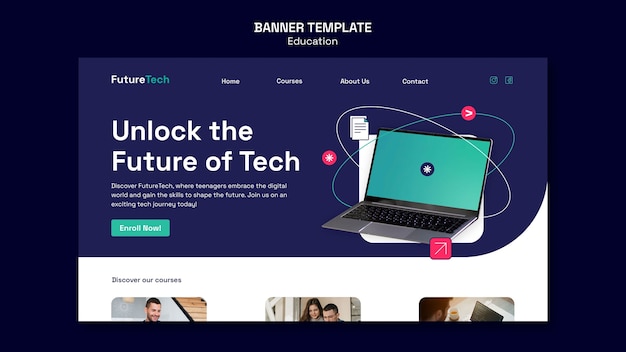 BANNER TEMPLATE
Education
FutureTech
Home
Courses
About Us
Contact
Unlock the
Future of Tech
Discover FutureTech, where teenagers embrace the digital
world and gain the skills to shape the future. Join us on an
exciting tech journey today!
Enroll Now!
Discover our courses